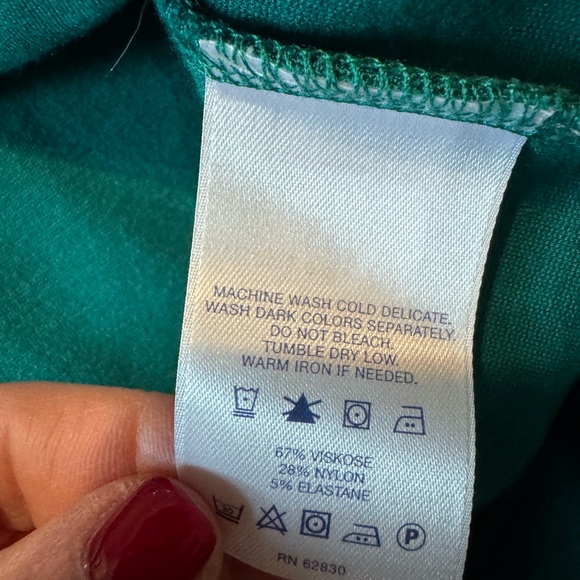 MACHINE WASH COLD DELICATE.
WASH DARK COLORS SEPARATELY.
DO NOT BLEACH.
TUMBLE DRY LOW.
WARM IRON IF NEEDED.
67% VISKOSE
28% NYLON
5% ELASTANE
30
P
RN 62830